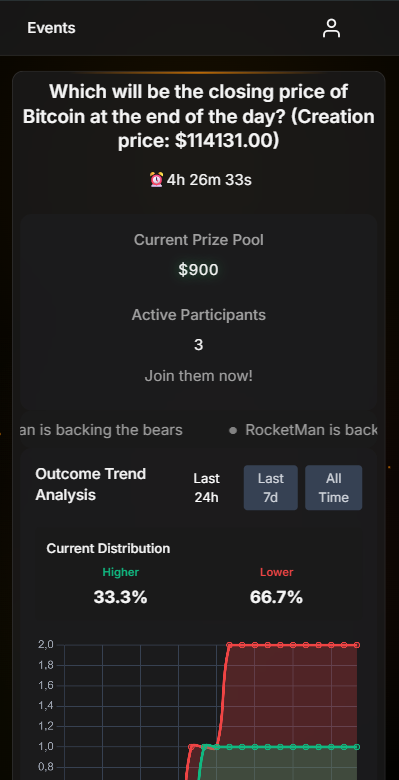 Events
Which will be the closing price of
Bitcoin at the end of the day? (Creation
price: $114131.00)
⏰4h 26m 33s
Current Prize Pool
$900
Active Participants
3
Join them now!
an is backing the bears ● RocketMan is back
Outcome Trend
Analysis
Last
24h
Last
7d
All
Time
Current Distribution
Higher
Lower
33.3%
66.7%
2,0
1,8
1,6
1,4
1,2
1,0
0,8